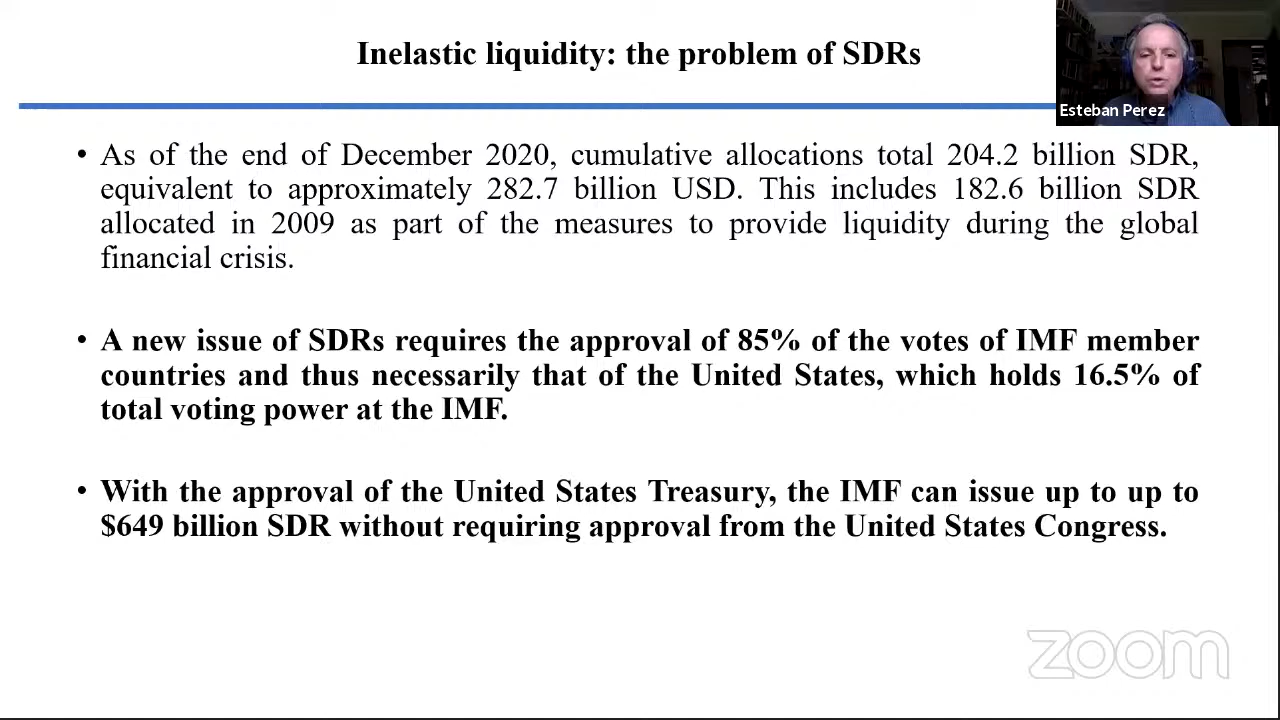 Inelastic liquidity: the problem of SDRs
Esteban Perez
• As of the end of December 2020, cumulative allocations total 204.2 billion SDR,
equivalent to approximately 282.7 billion USD. This includes 182.6 billion SDR
allocated in 2009 as part of the measures to provide liquidity during the global
financial crisis.
• A new issue of SDRs requires the approval of 85% of the votes of IMF member
countries and thus necessarily that of the United States, which holds 16.5% of
total voting power at the IMF.
• With the approval of the United States Treasury, the IMF can issue up to up to
$649 billion SDR without requiring approval from the United States Congress.
zoom